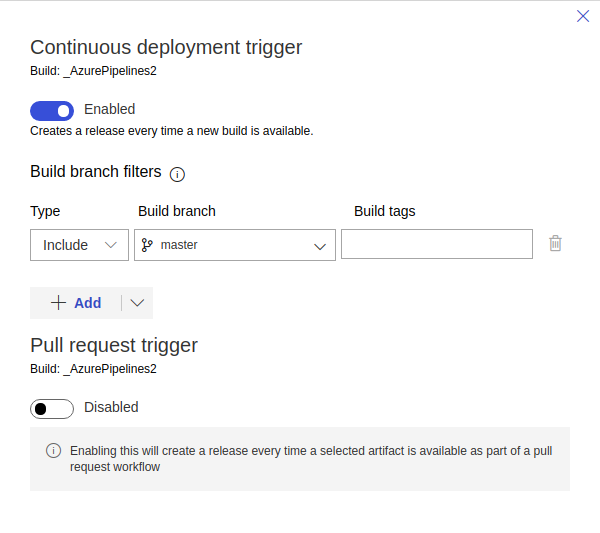 Continuous deployment trigger
Build: _AzurePipelines2
Enabled
Creates a release every time a new build is available.
Build branch filters
Type Build branch Build tags
Include master
Add
Pull request trigger
Build: _AzurePipelines2
Disabled
Enabling this will create a release every time a selected artifact is available as part of a pull
request workflow